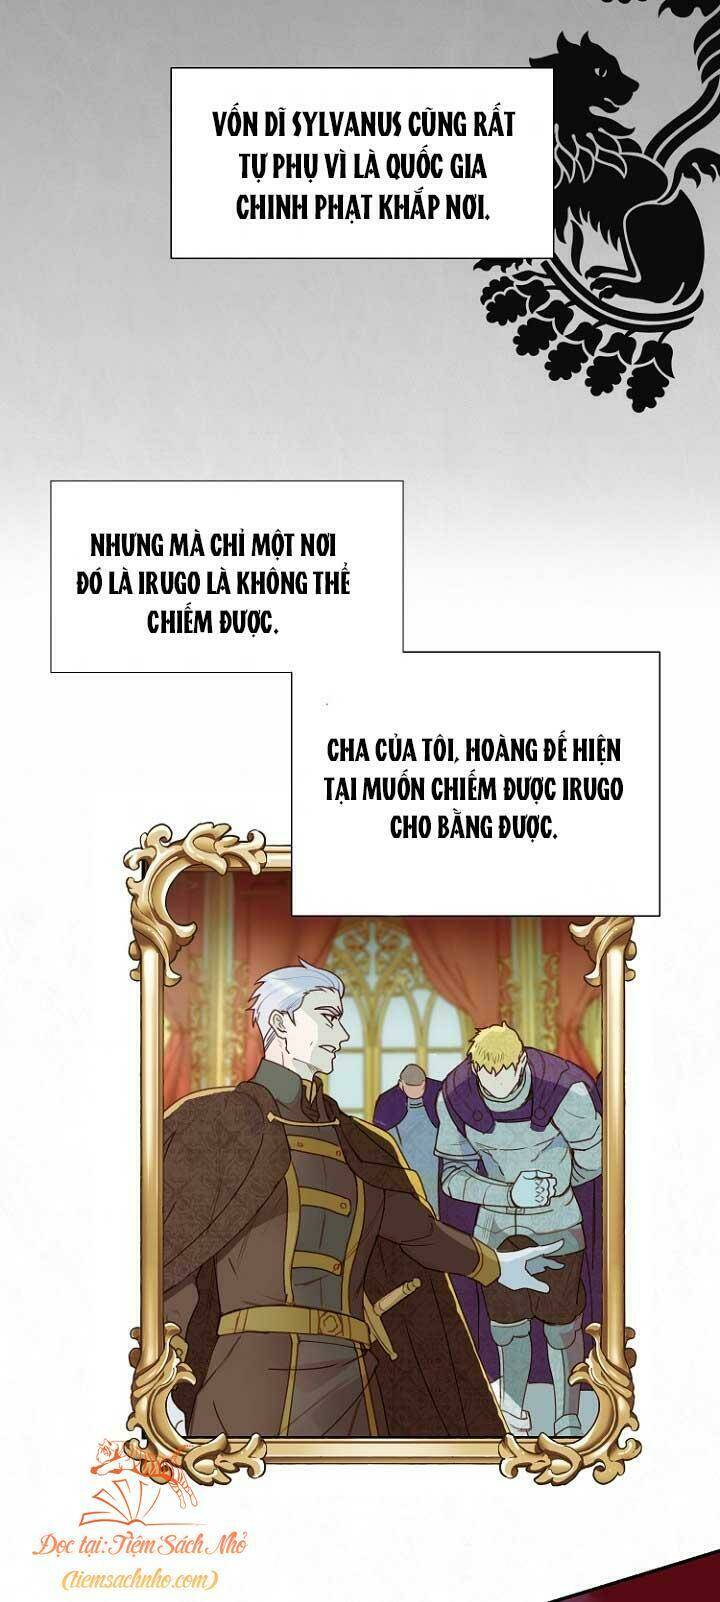 VỐN DĨ SYLVANUS CŨNG RẤT
TỰ PHỤ VÌ LÀ QUỐC GIA
CHINH PHẠT KHẮP NƠI.
NHƯNG MÀ CHỈ MỘT NƠI
ĐÓ LÀ IRUGO LÀ KHÔNG THỂ
CHIẾM ĐƯỢC.
CHA CỦA TÔI, HOÀNG ĐẾ HIỆN
TẠI MUỐN CHIẾM ĐƯỢC IRUGO
CHO BẰNG ĐƯỢC.
Đọc tại: Tiệm Sách Nhỏ
(tiemsachnho.com)